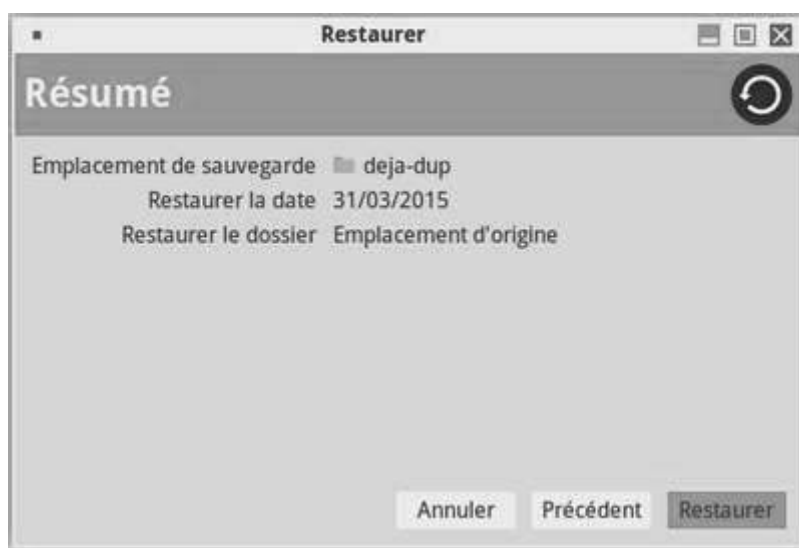 Restaurer
Résumé
Emplacement de sauvegarde deja-dup
Restaurer la date 31/03/2015
Restaurer le dossier Emplacement d'origine
Annuler Précédent Restaurer